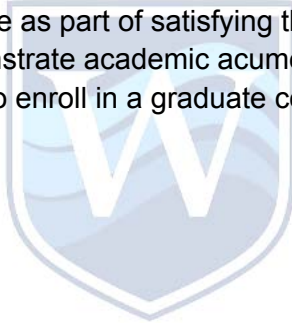 e as part of satisfying th
nstrate academic acume
o enroll in a graduate co
W